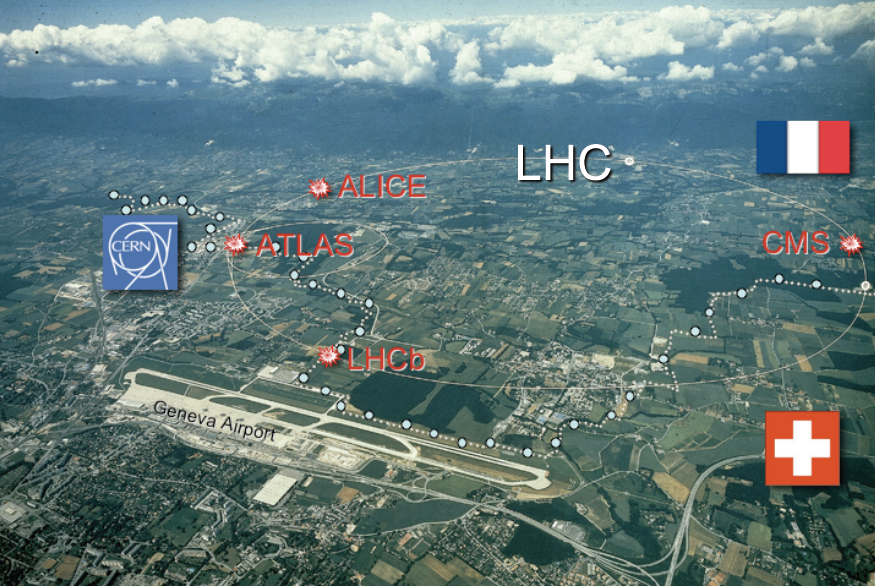 LHC
ALICE
CERN
ATLAS
CMS
LHCb
Geneva Airport